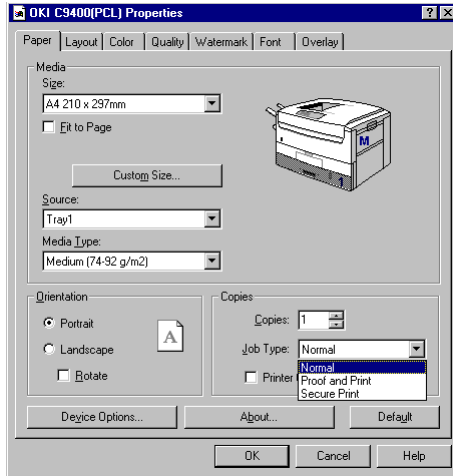 OKI C9400(PCL) Properties
Paper Layout Color Quality Watermark Font Overlay
Media
Size:
A4 210 x 297mm
Fit to Page
Custom Size...
Source:
Tray1
Media Type:
Medium (74-92 g/m2)
M
1
Orientation
Portrait
Landscape
Rotate
A
Copies
Copies: 1
Job Type: Normal
Normal
Proof and Print
Secure Print
Printer
Device Options... About... Default
OK Cancel Help